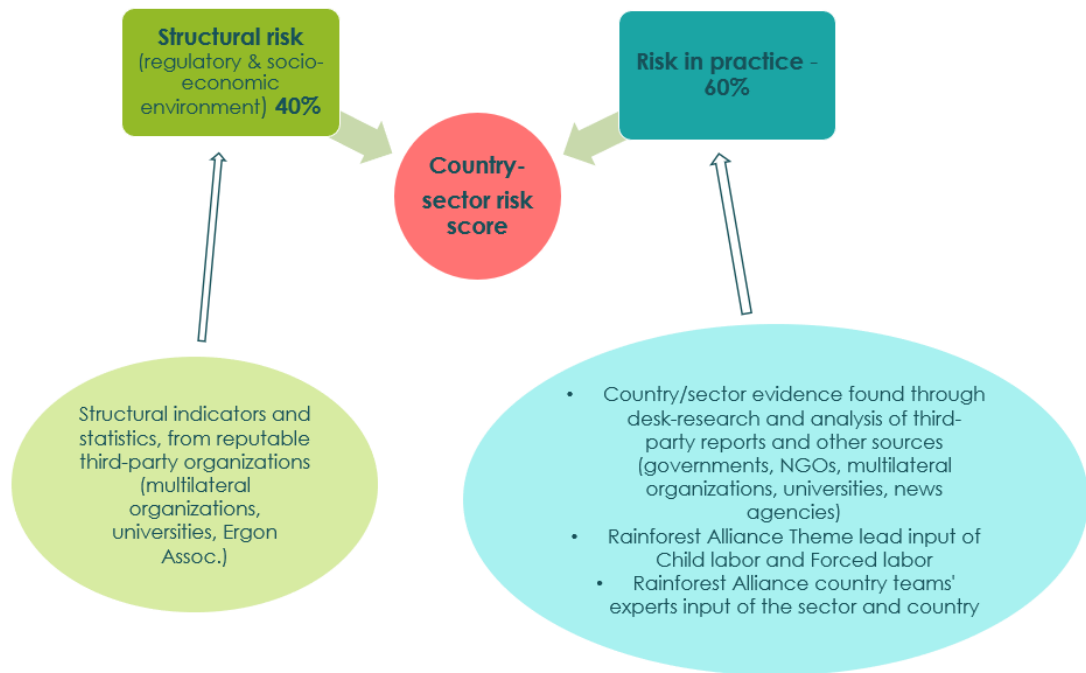 Structural risk
(regulatory & socio-
economic
environment) 40%
Risk in practice -
60%
Country-
sector risk
score
Structural indicators and
statistics, from reputable
third-party organizations
(multilateral
organizations,
universities, Ergon
Assoc.)
• Country/sector evidence found through
desk-research and analysis of third-
party reports and other sources
(governments, NGOs, multilateral
organizations, universities, news
agencies)
• Rainforest Alliance Theme lead input of
Child labor and Forced labor
• Rainforest Alliance country teams'
experts input of the sector and country